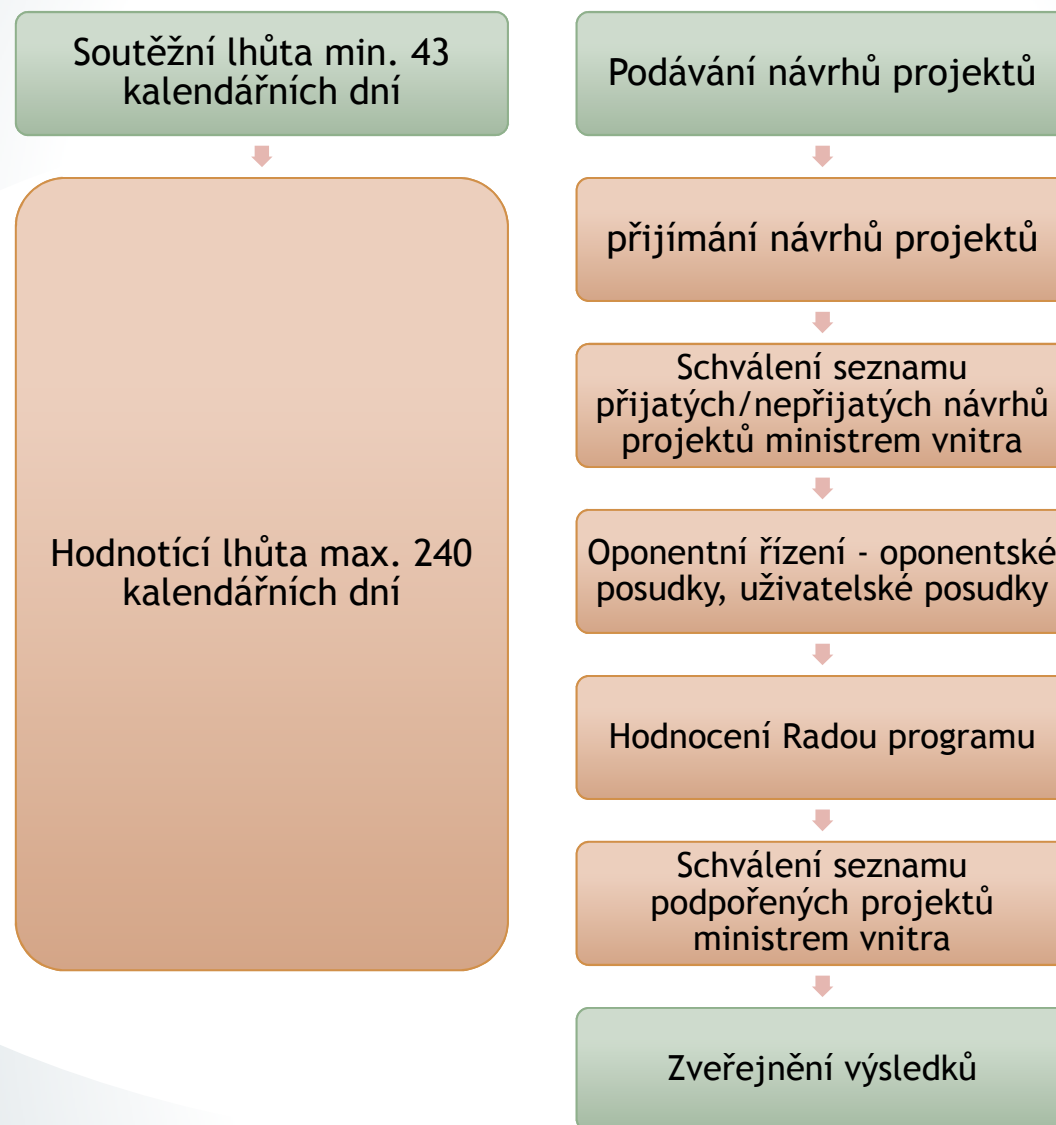 Soutěžní lhůta min. 43
kalendářních dní
Hodnotící lhůta max. 240
kalendářních dní
Podávání návrhů projektů
přijímání návrhů projektů
Schválení seznamu
přijatých/nepřijatých návrhů
projektů ministrem vnitra
Oponentní řízení - oponentské
posudky, uživatelské posudky
Hodnocení Radou programu
Schválení seznamu
podpořených projektů
ministrem vnitra
Zveřejnění výsledků